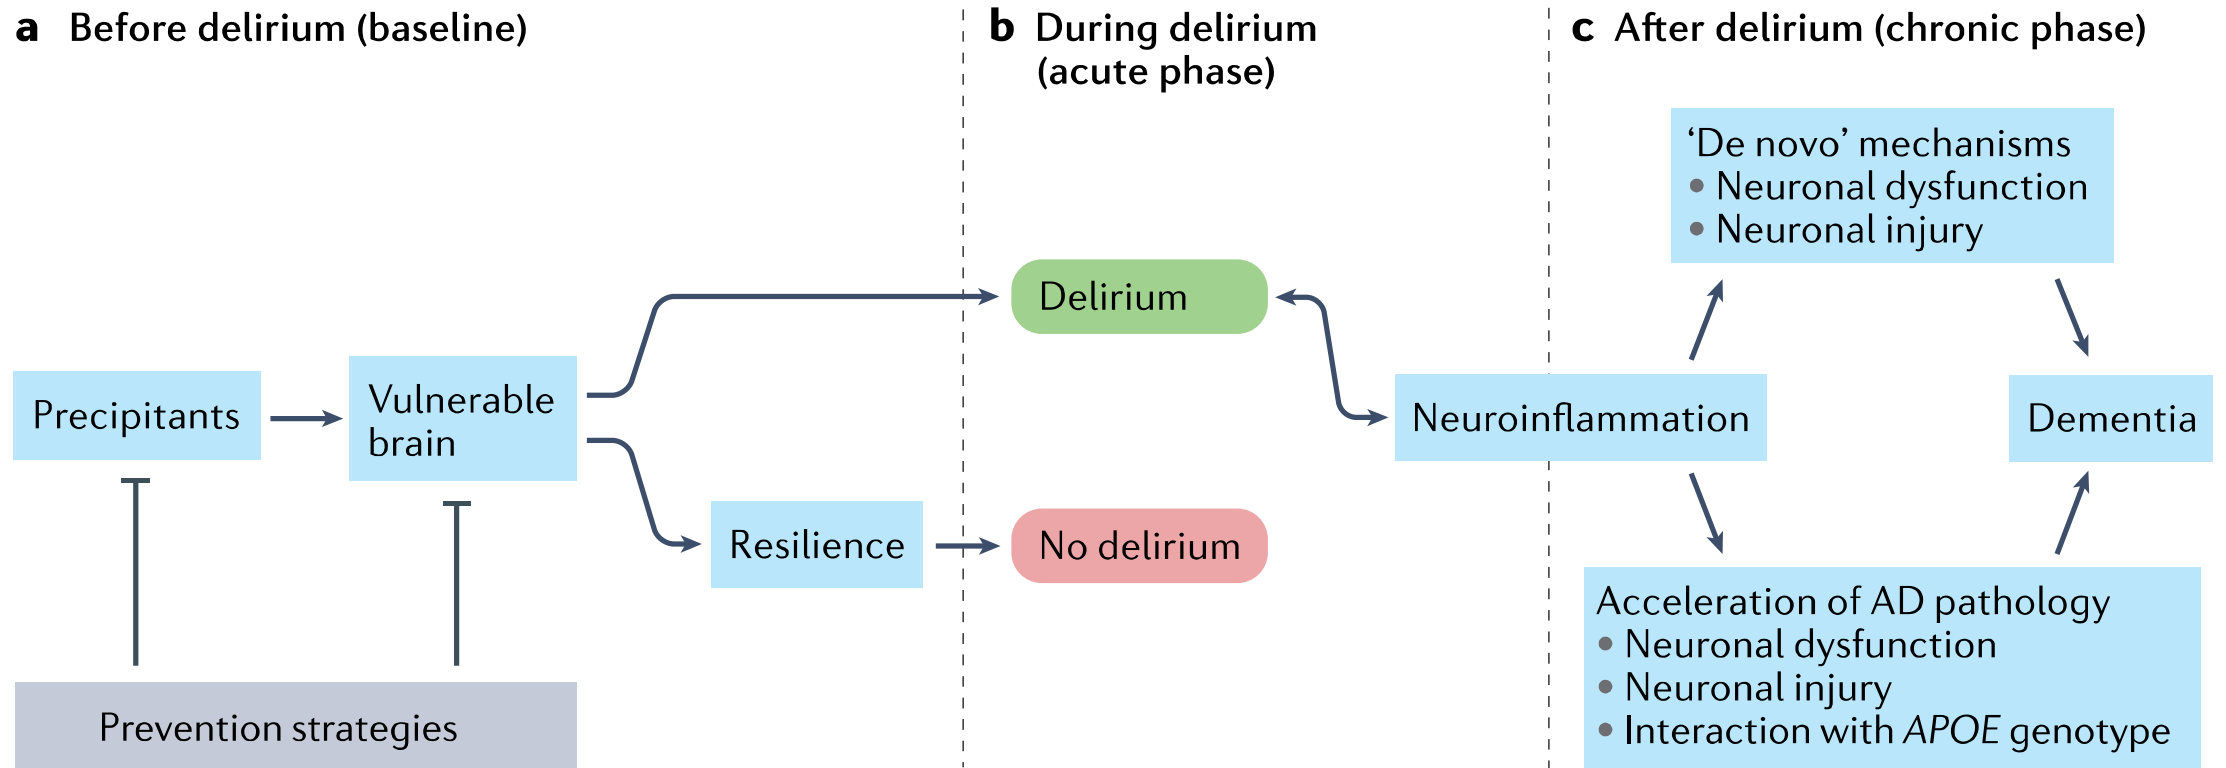 a Before delirium (baseline)
b During delirium
(acute phase)
c After delirium (chronic phase)
‘De novo’ mechanisms
• Neuronal dysfunction
• Neuronal injury
Delirium
Precipitants
Vulnerable
brain
Neuroinflammation
Dementia
Resilience
No delirium
Acceleration of AD pathology
• Neuronal dysfunction
• Neuronal injury
• Interaction with APOE genotype
Prevention strategies